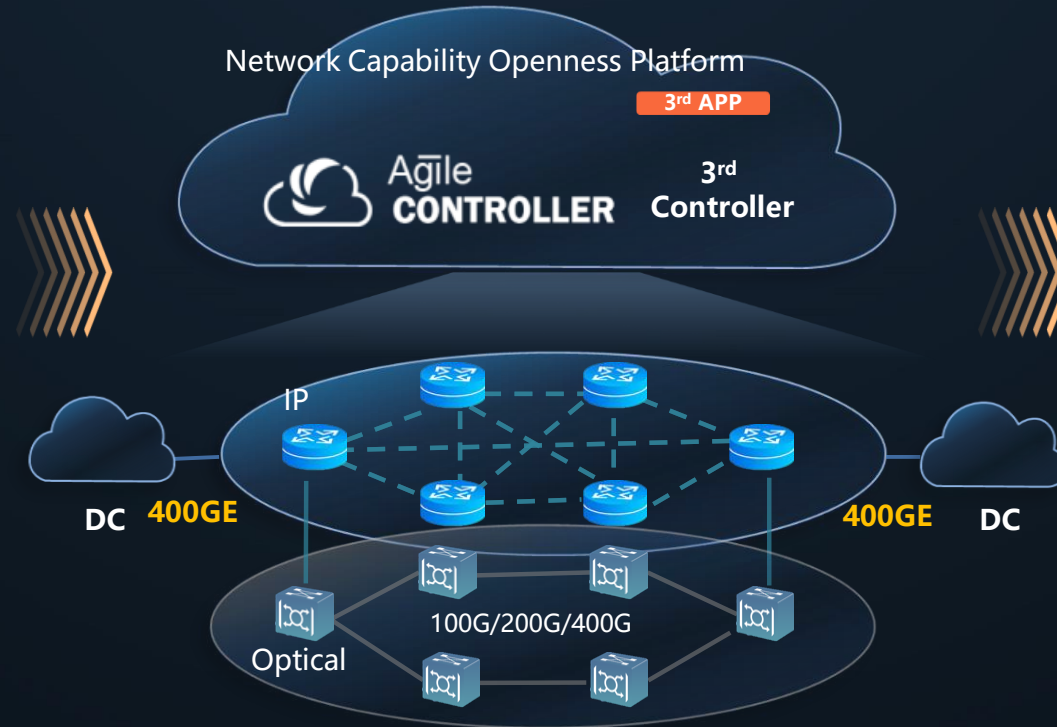 Network Capability Openness Platform
3rd APP
Agile
CONTROLLER
3rd
Controller
IP
DC
400GE
400GE
DC
100G/200G/400G
Optical